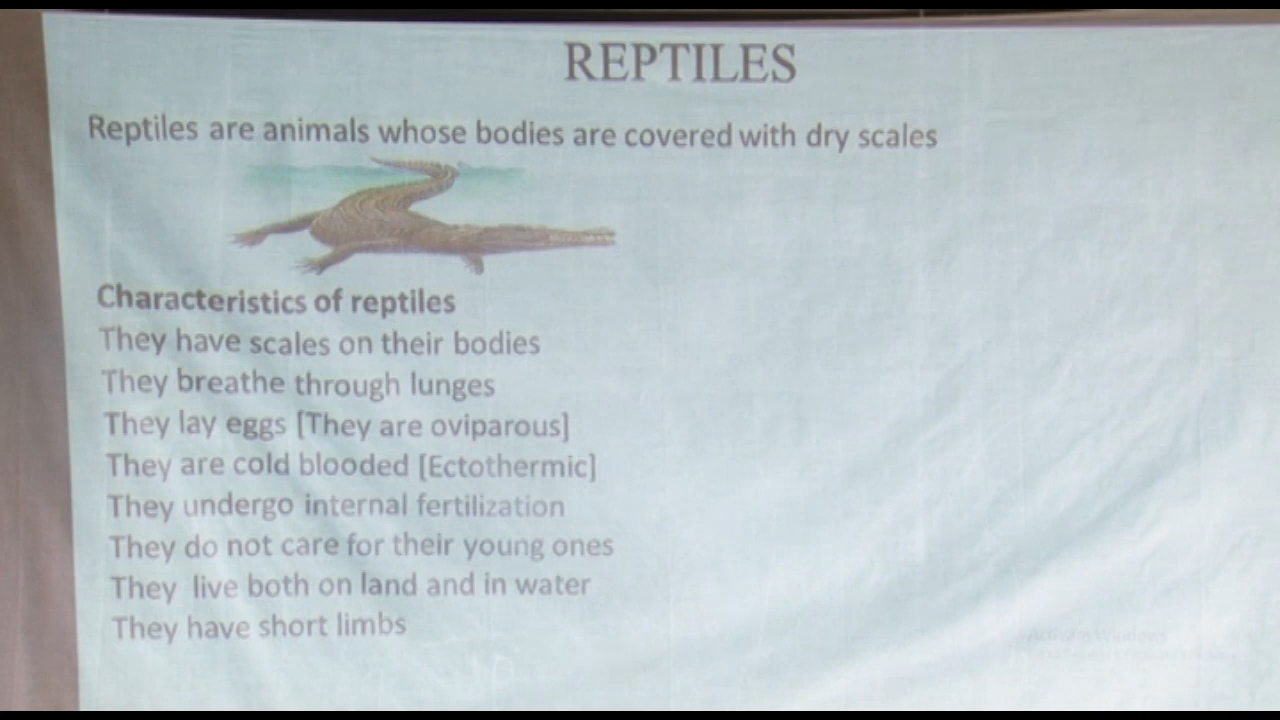 REPTILES
Reptiles are animals whose bodies are covered with dry scales
Characteristics of reptiles
They have scales on their bodies
They breathe through lunges
They lay eggs [They are oviparous]
They are cold blooded [Ectothermic]
They undergo internal fertilization
They do not care for their young ones
They live both on land and in water
They have short limbs
Activate Windows